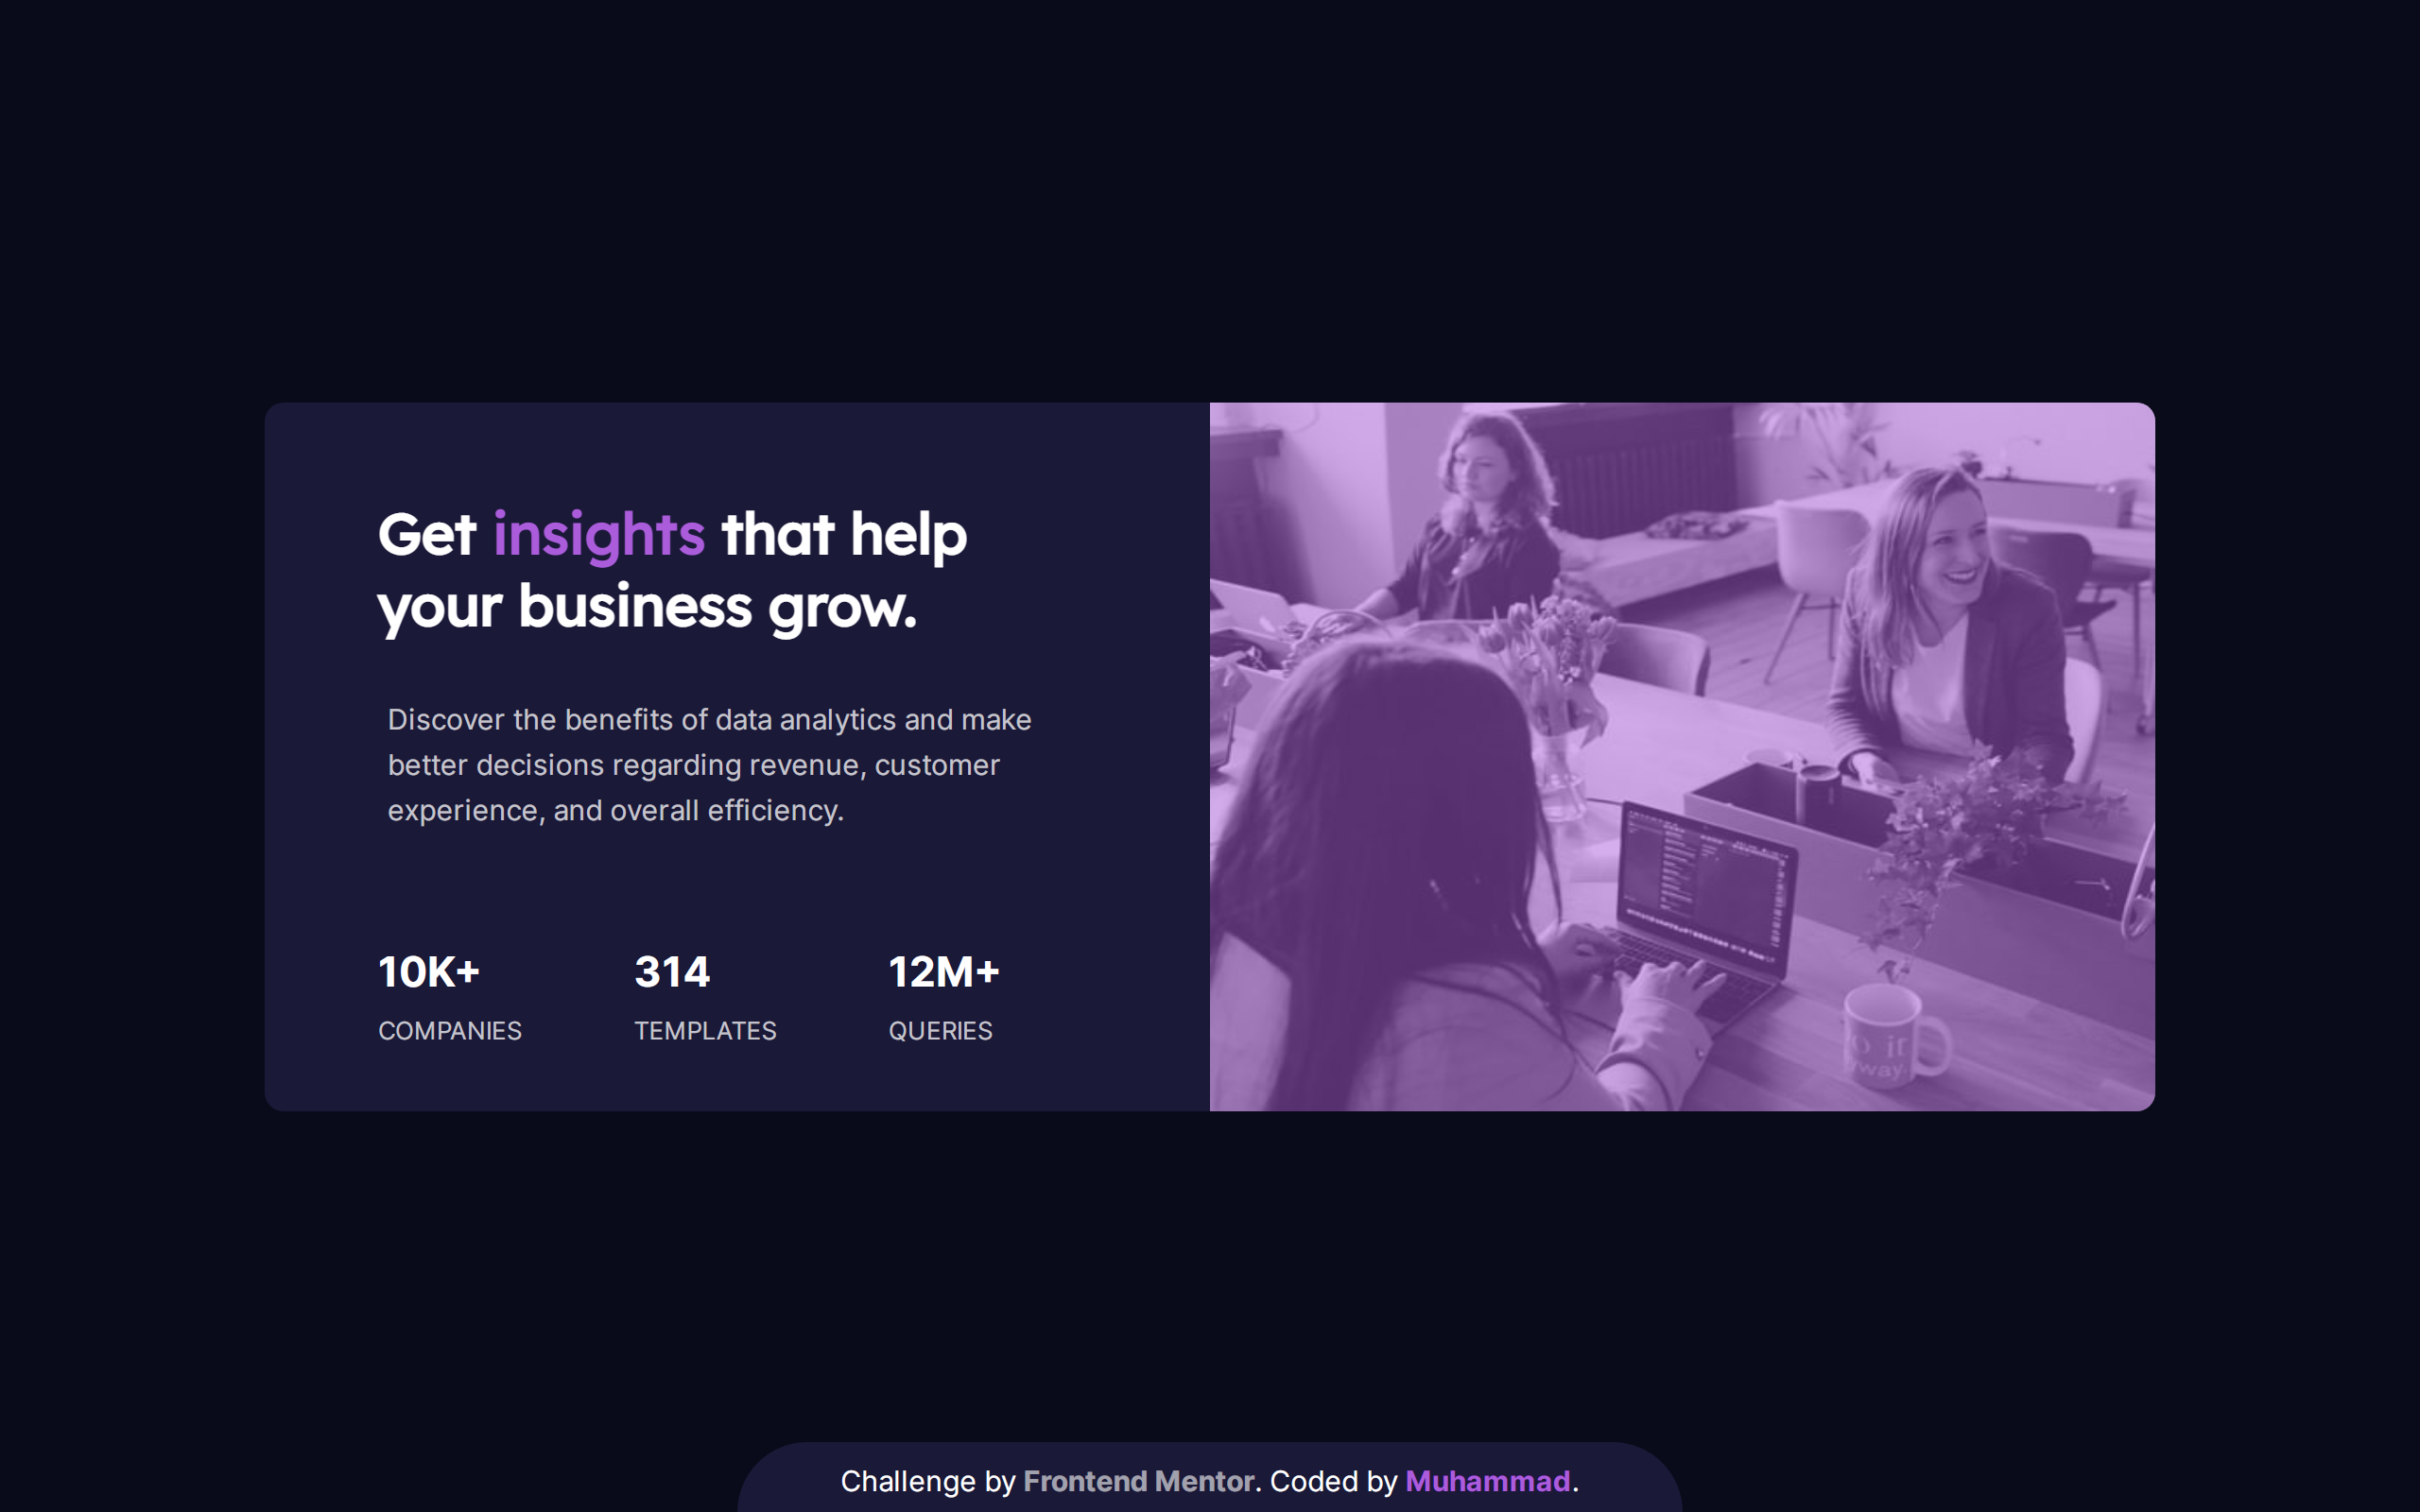 Get insights that help
your business grow.
Discover the benefits of data analytics and make
better decisions regarding revenue, customer
experience, and overall efficiency.
10K+ 314 12M+
COMPANIES TEMPLATES QUERIES
Challenge by Frontend Mentor. Coded by Muhammad.